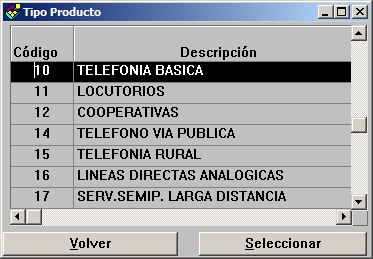 Tipo Producto
Código Descripción
10 TELEFONIA BASICA
11 LOCUTORIOS
12 COOPERATIVAS
14 TELEFONO VIA PUBLICA
15 TELEFONIA RURAL
16 LINEAS DIRECTAS ANALOGICAS
17 SERV.SEMIP. LARGA DISTANCIA
Volver Seleccionar